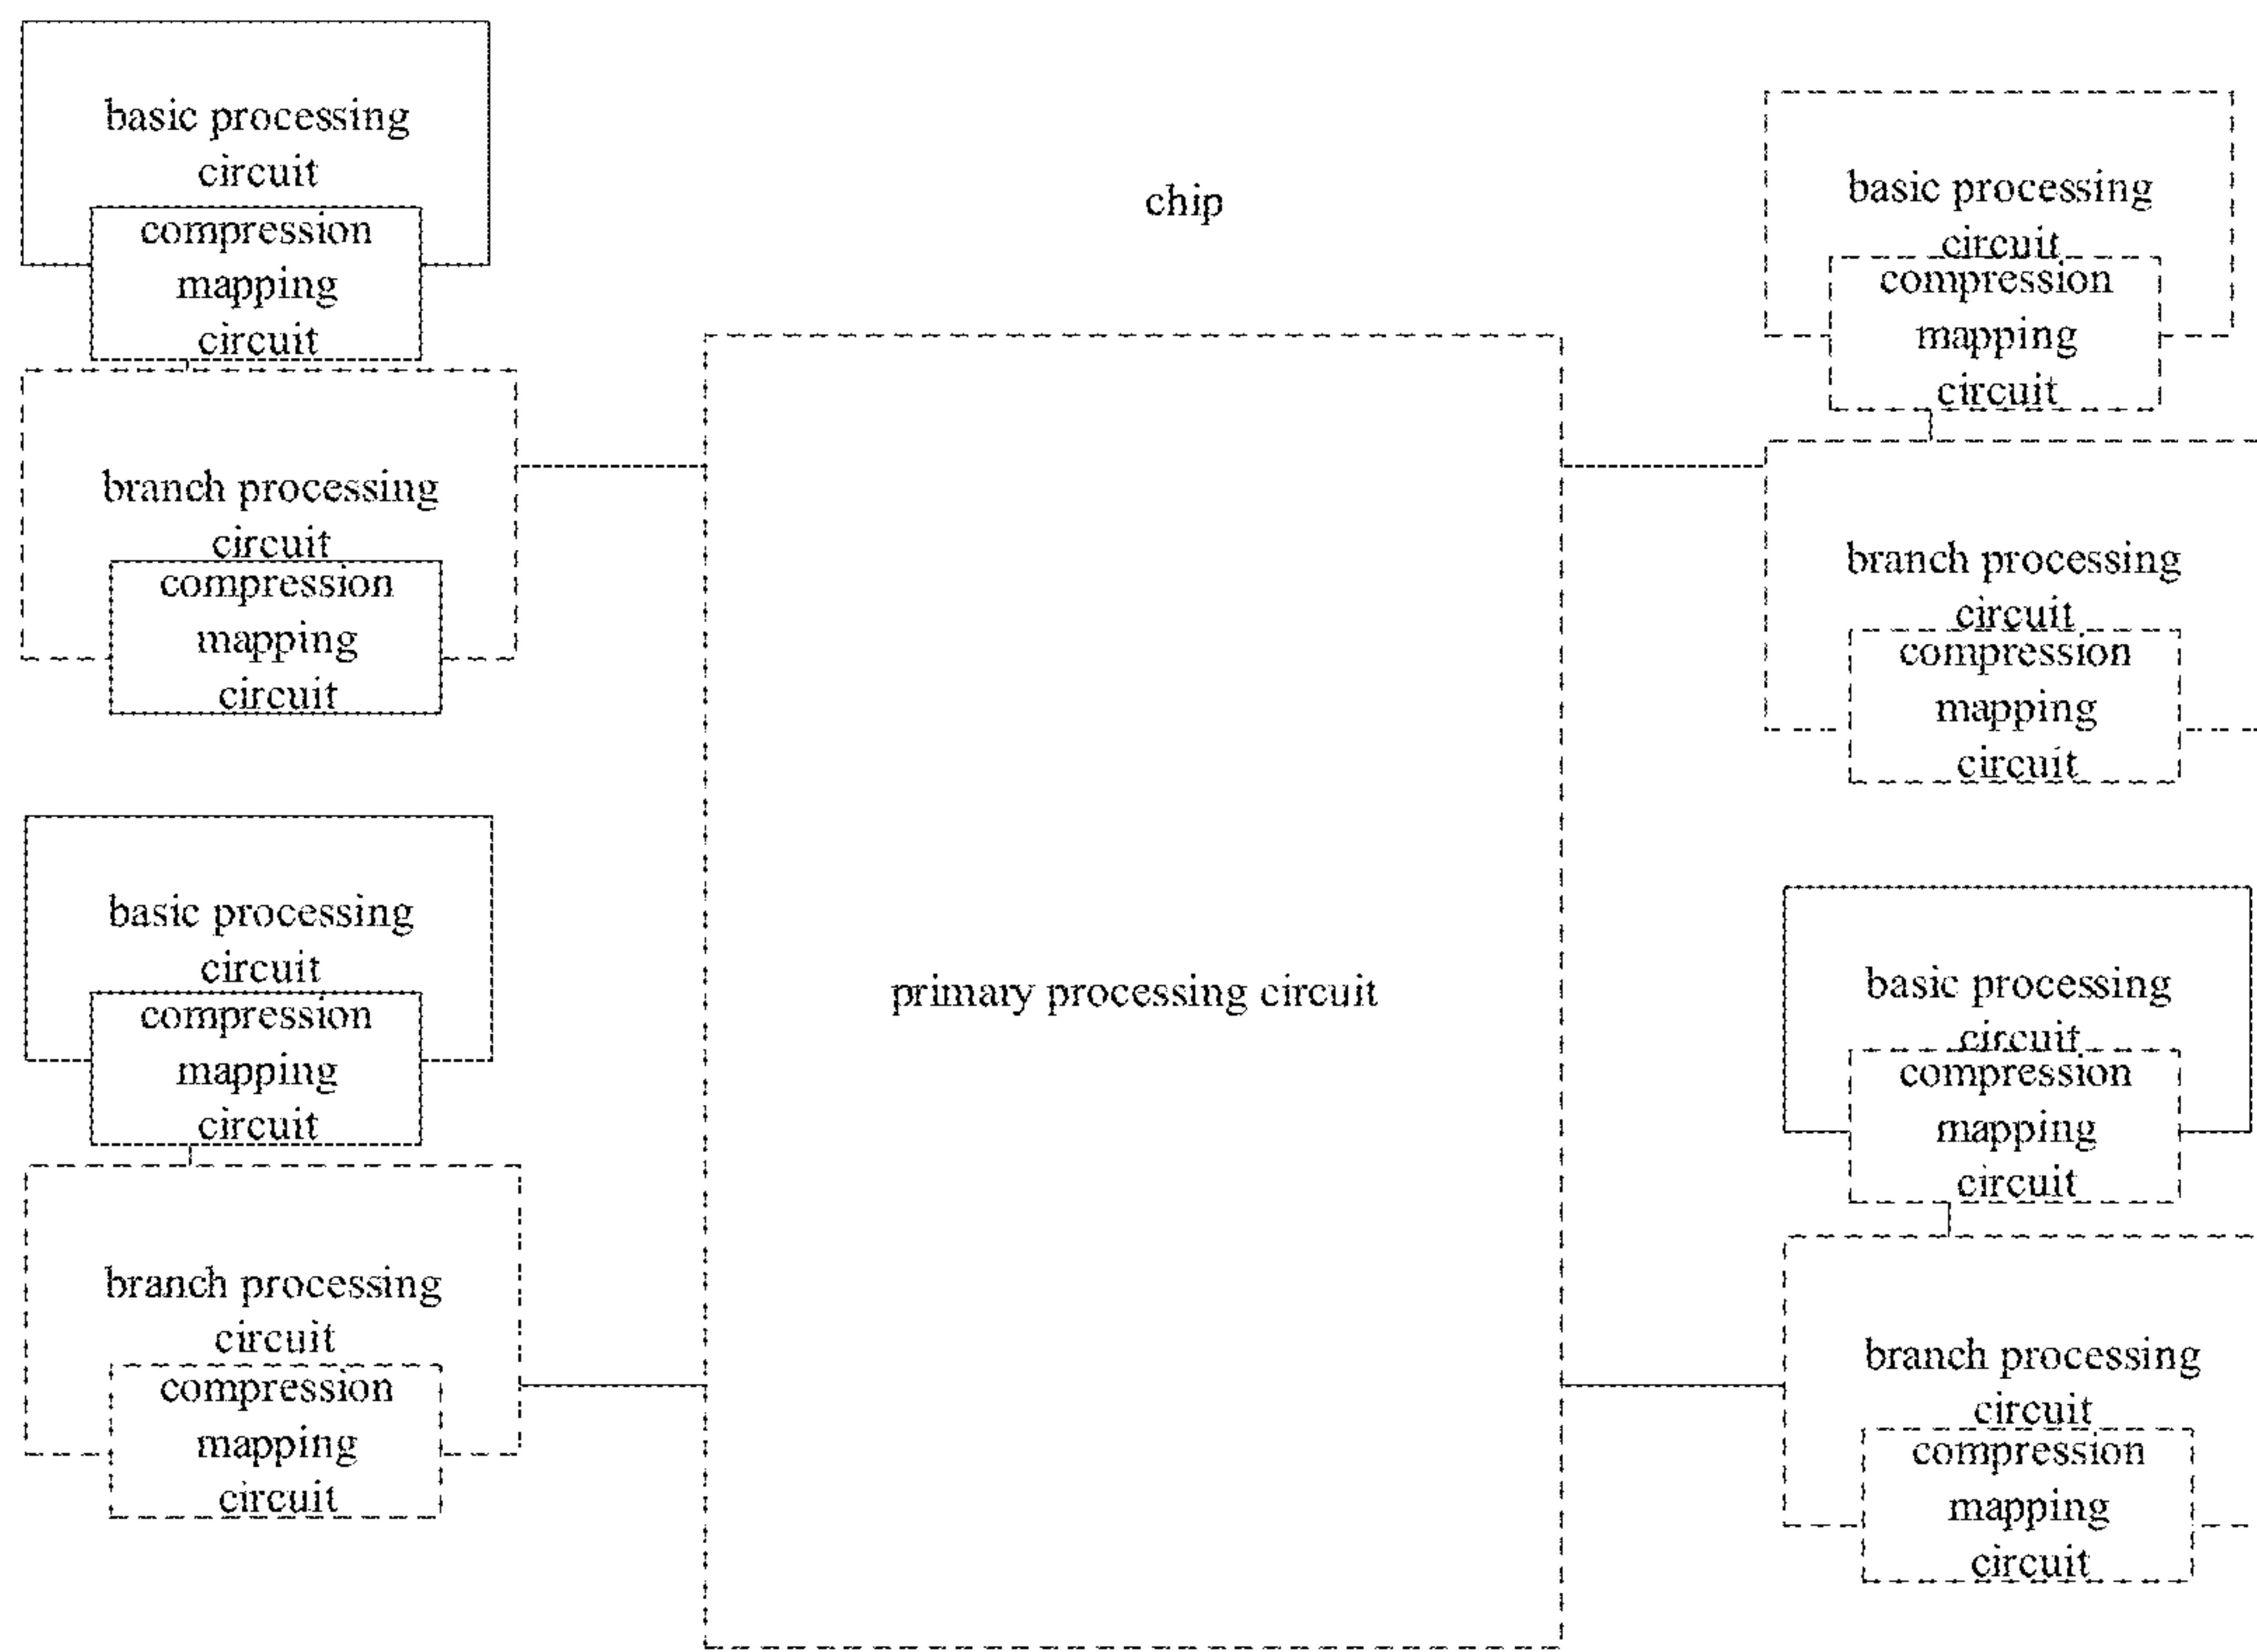 basic processing
circuit
compression
mapping
circuit
branch processing
circuit
compression
mapping
circuit
basic processing
circuit
compression
mapping
circuit
branch processing
circuit
compression
mapping
circuit
chip
primary processing circuit
basic processing
circuit
compression
mapping
circuit
branch processing
circuit
compression
mapping
circuit
basic processing
circuit
compression
mapping
circuit
branch processing
circuit
compression
mapping
circuit